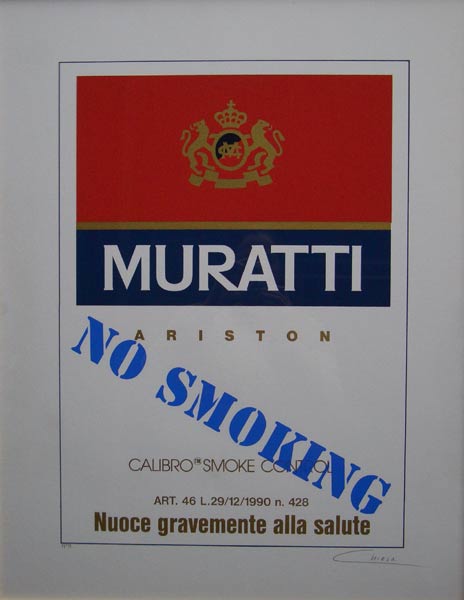 MURATTI
ARISTON
NO SMOKING
CALIBRO™ SMOKE CONTROL
ART. 46 L.29/12/1990 n. 428
Nuoce gravemente alla salute